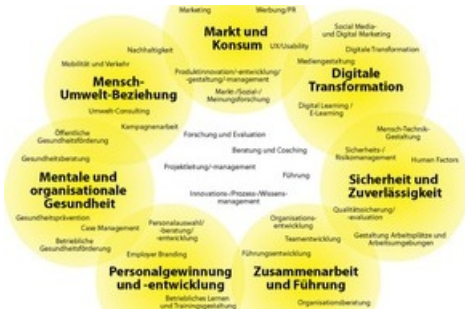 Marketing
Werbung/PR
Markt und
Konsum
UX/Usability
Produktinnovation/-entwicklung/
-gestaltung/-management
Markt-/Sozial-/
Meinungsforschung
Social Media-
und Digital Marketing
Digitale Transformation
Mediengestaltung
Digitale
Transformation
Digital Learning /
E-Learning
Nachhaltigkeit
Mobilität und Verkehr
Mensch-
Umwelt-Beziehung
Umwelt-Consulting
Kampagnenarbeit
Öffentliche
Gesundheitsförderung
Gesundheitsberatung
Mentale und
organisationale
Gesundheit
Gesundheitsprävention
Case Management
Betriebliche
Gesundheitsförderung
Forschung und Evaluation
Beratung und Coaching
Projektleitung/-management
Führung
Innovations-/Prozess-/Wissens-
management
Mensch-Technik-
Gestaltung
Sicherheits-/
Risikomanagement
Human Factors
Sicherheit und
Zuverlässigkeit
Qualitätssicherung/
-evaluation
Gestaltung Arbeitsplätze und
Arbeitsumgebungen
Personalauswahl/
-beratung/
-entwicklung
Employer Branding
Personalgewinnung
und -entwicklung
Betriebliches Lernen
und Trainingsgestaltung
Organisations-
entwicklung
Teamentwicklung
Führungsentwicklung
Zusammenarbeit
und Führung
Organisationsberatung